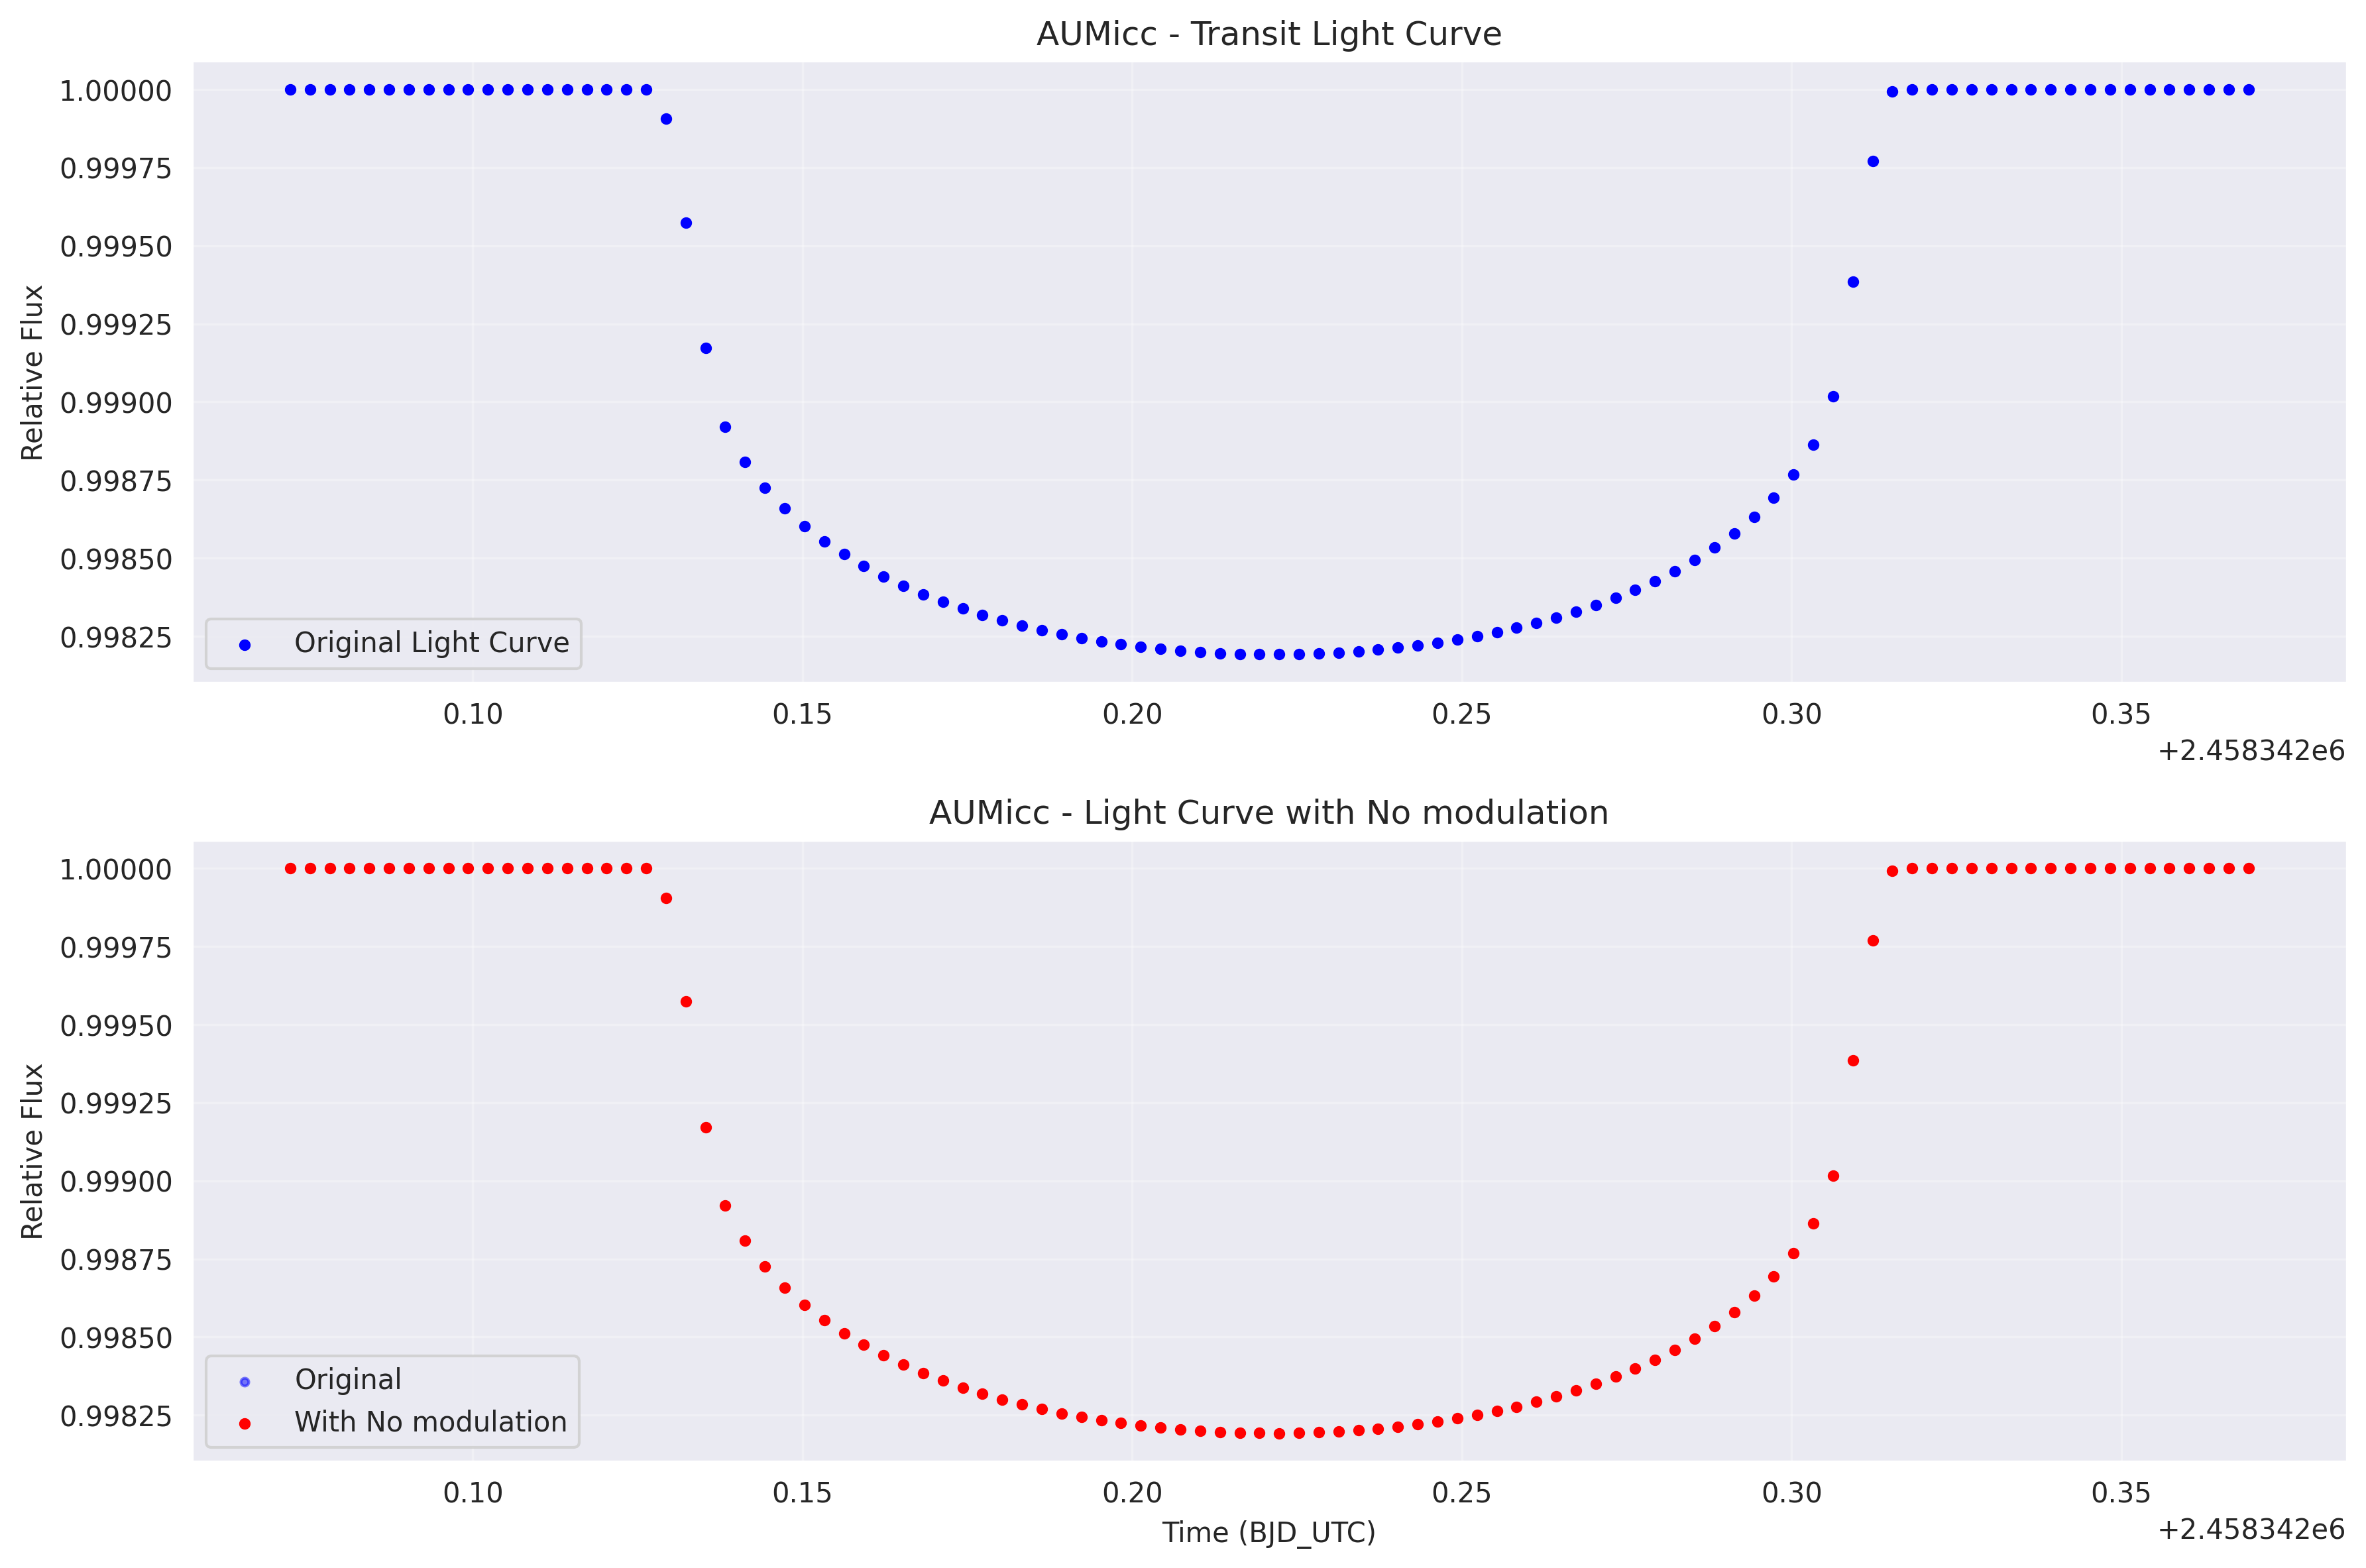 AUMicc - Transit Light Curve
Relative Flux
1.00000
0.99975
0.99950
0.99925
0.99900
0.99875
0.99850
0.99825
Original Light Curve
0.10 0.15 0.20 0.25 0.30 0.35
+2.458342e6
AUMicc - Light Curve with No modulation
Relative Flux
1.00000
0.99975
0.99950
0.99925
0.99900
0.99875
0.99850
0.99825
Original
With No modulation
0.10 0.15 0.20 0.25 0.30 0.35
Time (BJD_UTC)
+2.458342e6